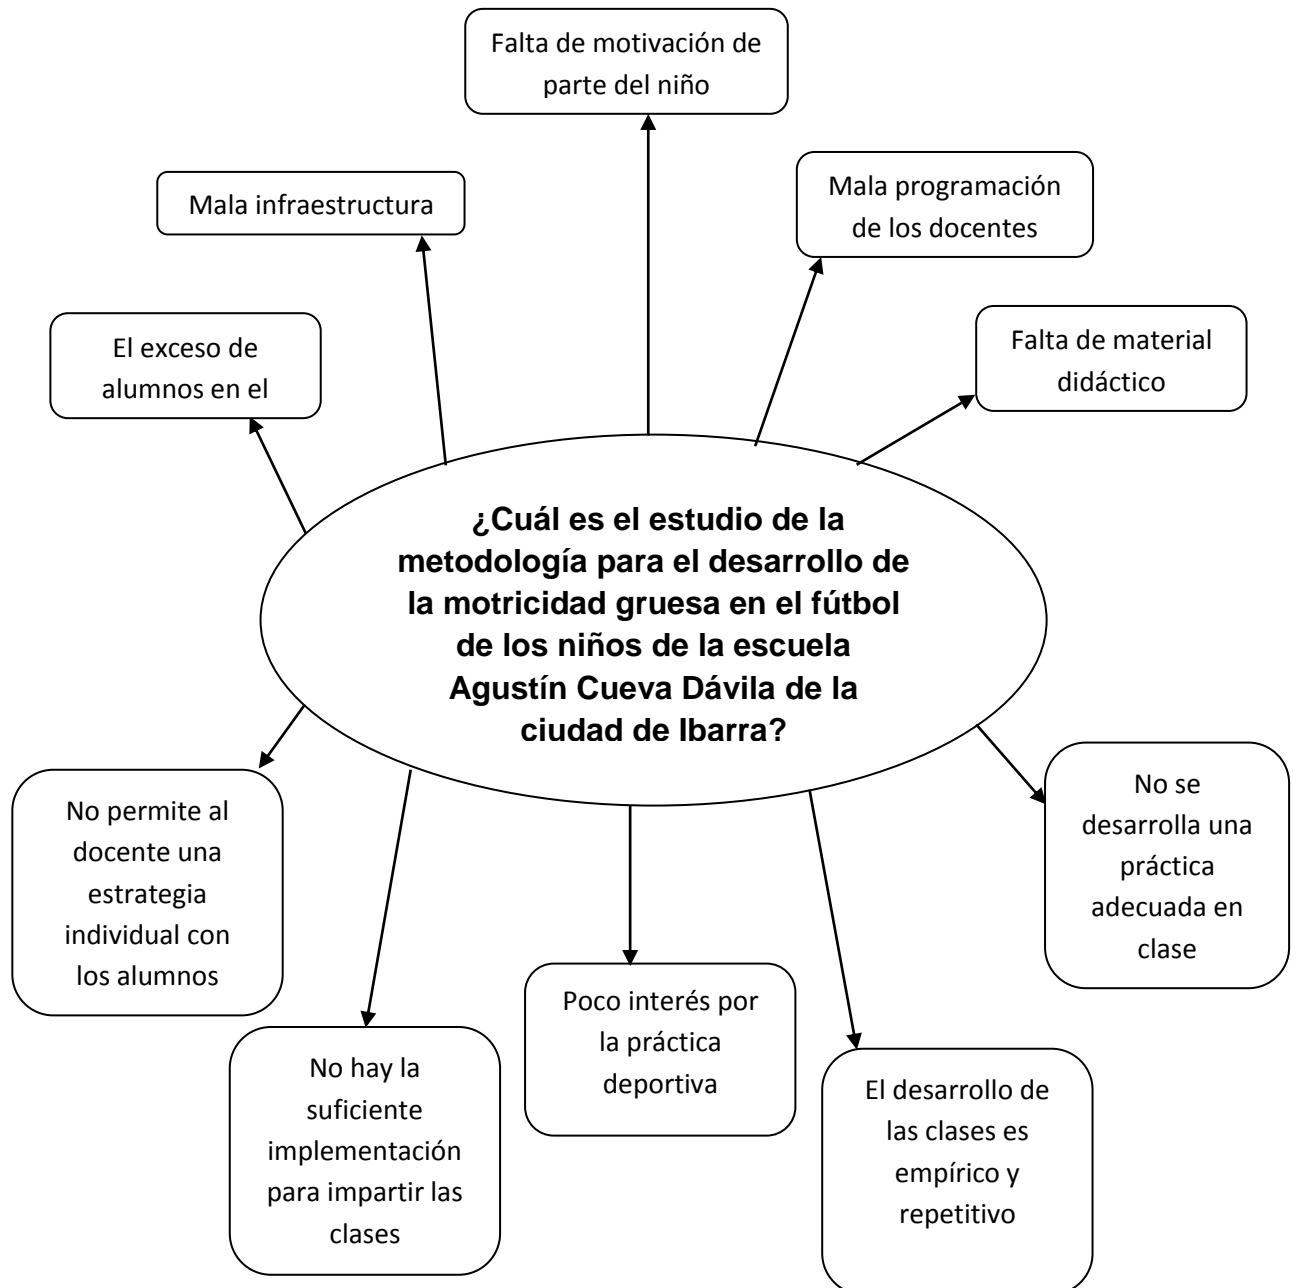 Falta de motivación de
parte del niño
Mala infraestructura
Mala programación
de los docentes
El exceso de
alumnos en el
Falta de material
didáctico
¿Cuál es el estudio de la
metodología para el desarrollo de
la motricidad gruesa en el fútbol
de los niños de la escuela
Agustín Cueva Dávila de la
ciudad de Ibarra?
No permite al
docente una
estrategia
individual con
los alumnos
No hay la
suficiente
implementación
para impartir las
clases
Poco interés por
la práctica
deportiva
El desarrollo de
las clases es
empírico y
repetitivo
No se
desarrolla una
práctica
adecuada en
clase